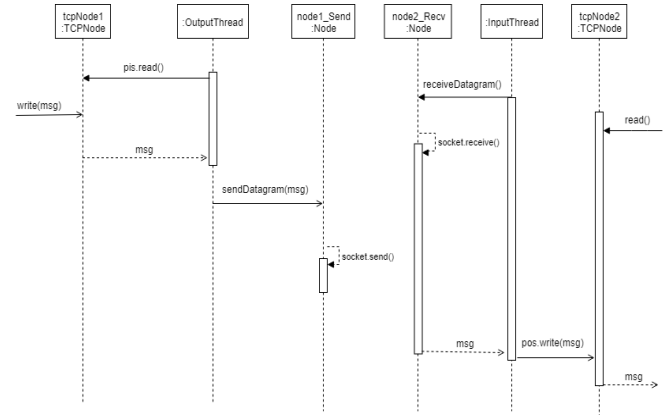 tcpNode1
:TCPNode
:OutputThread
node1_Send
:Node
node2_Recv
:Node
:InputThread
tcpNode2
:TCPNode
pis.read()
receiveDatagram()
write(msg)
read()
socket.receive()
msg
sendDatagram(msg)
socket.send()
msg
pos.write(msg)
msg